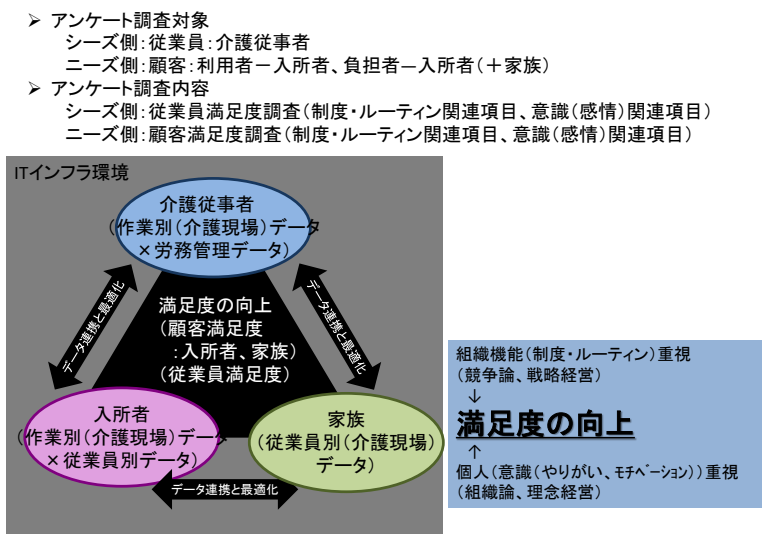 ➢ アンケート調査対象
シーズ側：従業員：介護従事者
ニーズ側：顧客：利用者－入所者、負担者―入所者（＋家族）
➢ アンケート調査内容
シーズ側：従業員満足度調査（制度・ルーティン関連項目、意識（感情）関連項目）
ニーズ側：顧客満足度調査（制度・ルーティン関連項目、意識（感情）関連項目）
ITインフラ環境
介護従事者
（作業別（介護現場）データ
×労務管理データ）
データ連携と最適化
データ連携と最適化
満足度の向上
（顧客満足度
：入所者、家族）
（従業員満足度）
入所者
（作業別（介護現場）データ
×従業員別データ）
家族
（従業員別（介護現場）
データ）
データ連携と最適化
組織機能（制度・ルーティン）重視
（競争論、戦略経営）
↓
満足度の向上
↑
個人（意識（やりがい、ﾓﾁﾍﾞｰｼｮﾝ））重視
（組織論、理念経営）